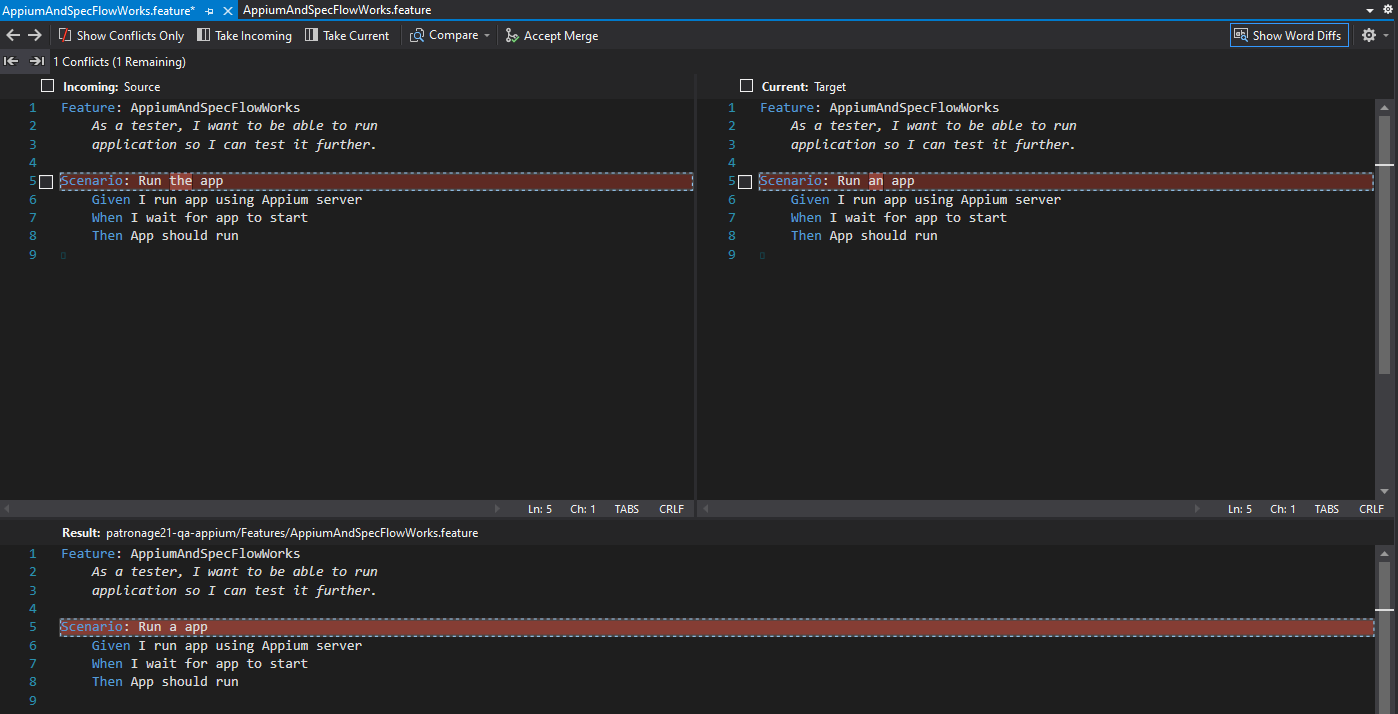 AppiumAndSpecFlowWorks.feature* AppiumAndSpecFlowWorks.feature
Show Conflicts Only Take Incoming Take Current Compare Accept Merge Show Word Diffs
1 Conflicts (1 Remaining)
Incoming: Source
1 Feature: AppiumAndSpecFlowWorks
2 As a tester, I want to be able to run
3 application so I can test it further.
4
5 Scenario: Run the app
6 Given I run app using Appium server
7 When I wait for app to start
8 Then App should run
9
Ln: 5 Ch: 1 TABS CRLF
Current: Target
1 Feature: AppiumAndSpecFlowWorks
2 As a tester, I want to be able to run
3 application so I can test it further.
4
5 Scenario: Run an app
6 Given I run app using Appium server
7 When I wait for app to start
8 Then App should run
9
Ln: 5 Ch: 1 TABS CRLF
Result: patronage21-qa-appium/Features/AppiumAndSpecFlowWorks.feature
1 Feature: AppiumAndSpecFlowWorks
2 As a tester, I want to be able to run
3 application so I can test it further.
4
5 Scenario: Run a app
6 Given I run app using Appium server
7 When I wait for app to start
8 Then App should run
9